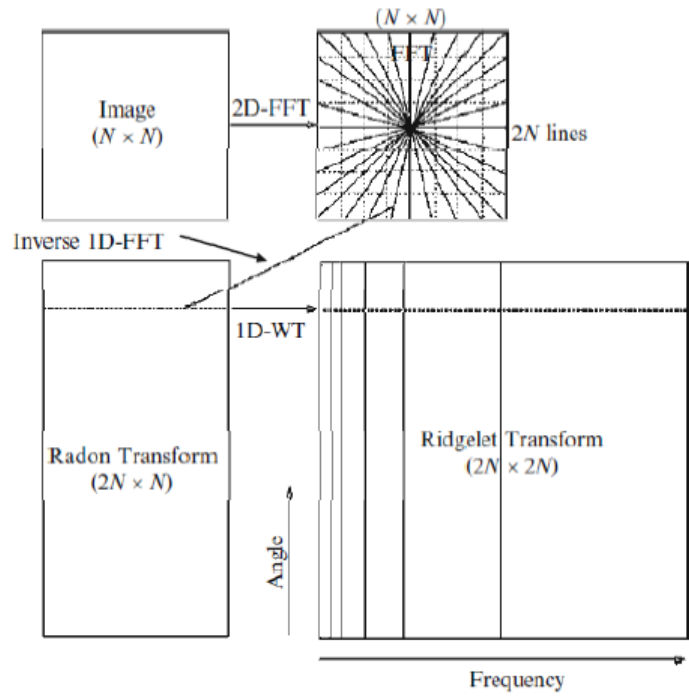 (N × N)
FFT
Image
(N × N)
2D-FFT
2N lines
Inverse 1D-FFT
1D-WT
Radon Transform
(2N × N)
Ridgelet Transform
(2N × 2N)
Angle
Frequency